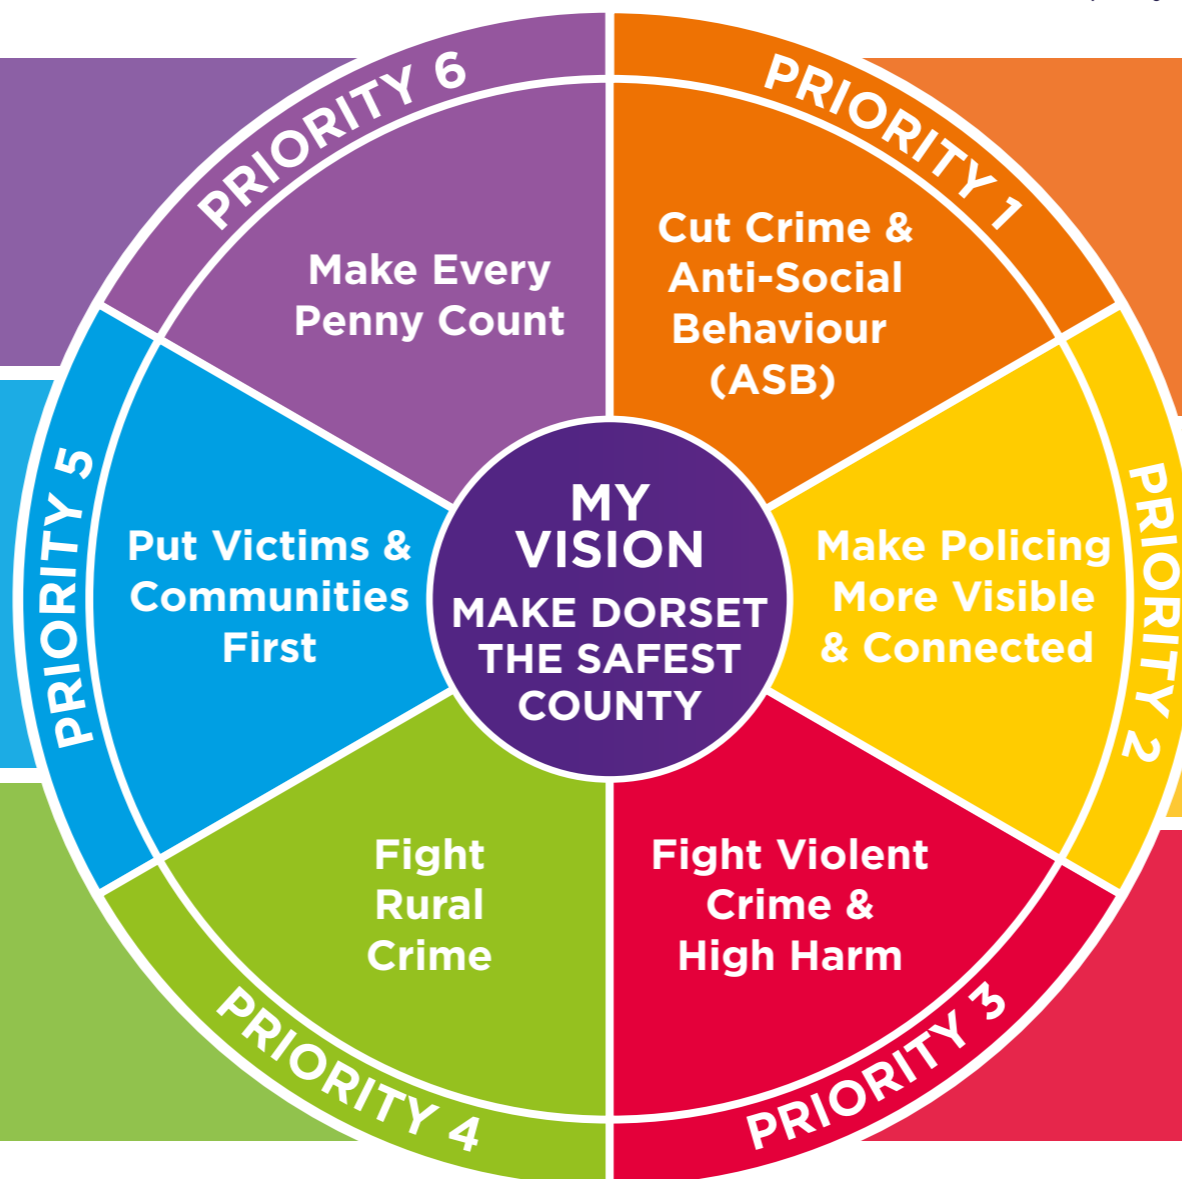 PRIORITY 1
Cut Crime &
Anti-Social
Behaviour
(ASB)
PRIORITY 2
Make Policing
More Visible
& Connected
PRIORITY 3
Fight Violent
Crime &
High Harm
PRIORITY 4
Fight
Rural
Crime
PRIORITY 5
Put Victims &
Communities
First
PRIORITY 6
Make Every
Penny Count
MY
VISION
MAKE DORSET
THE SAFEST
COUNTY